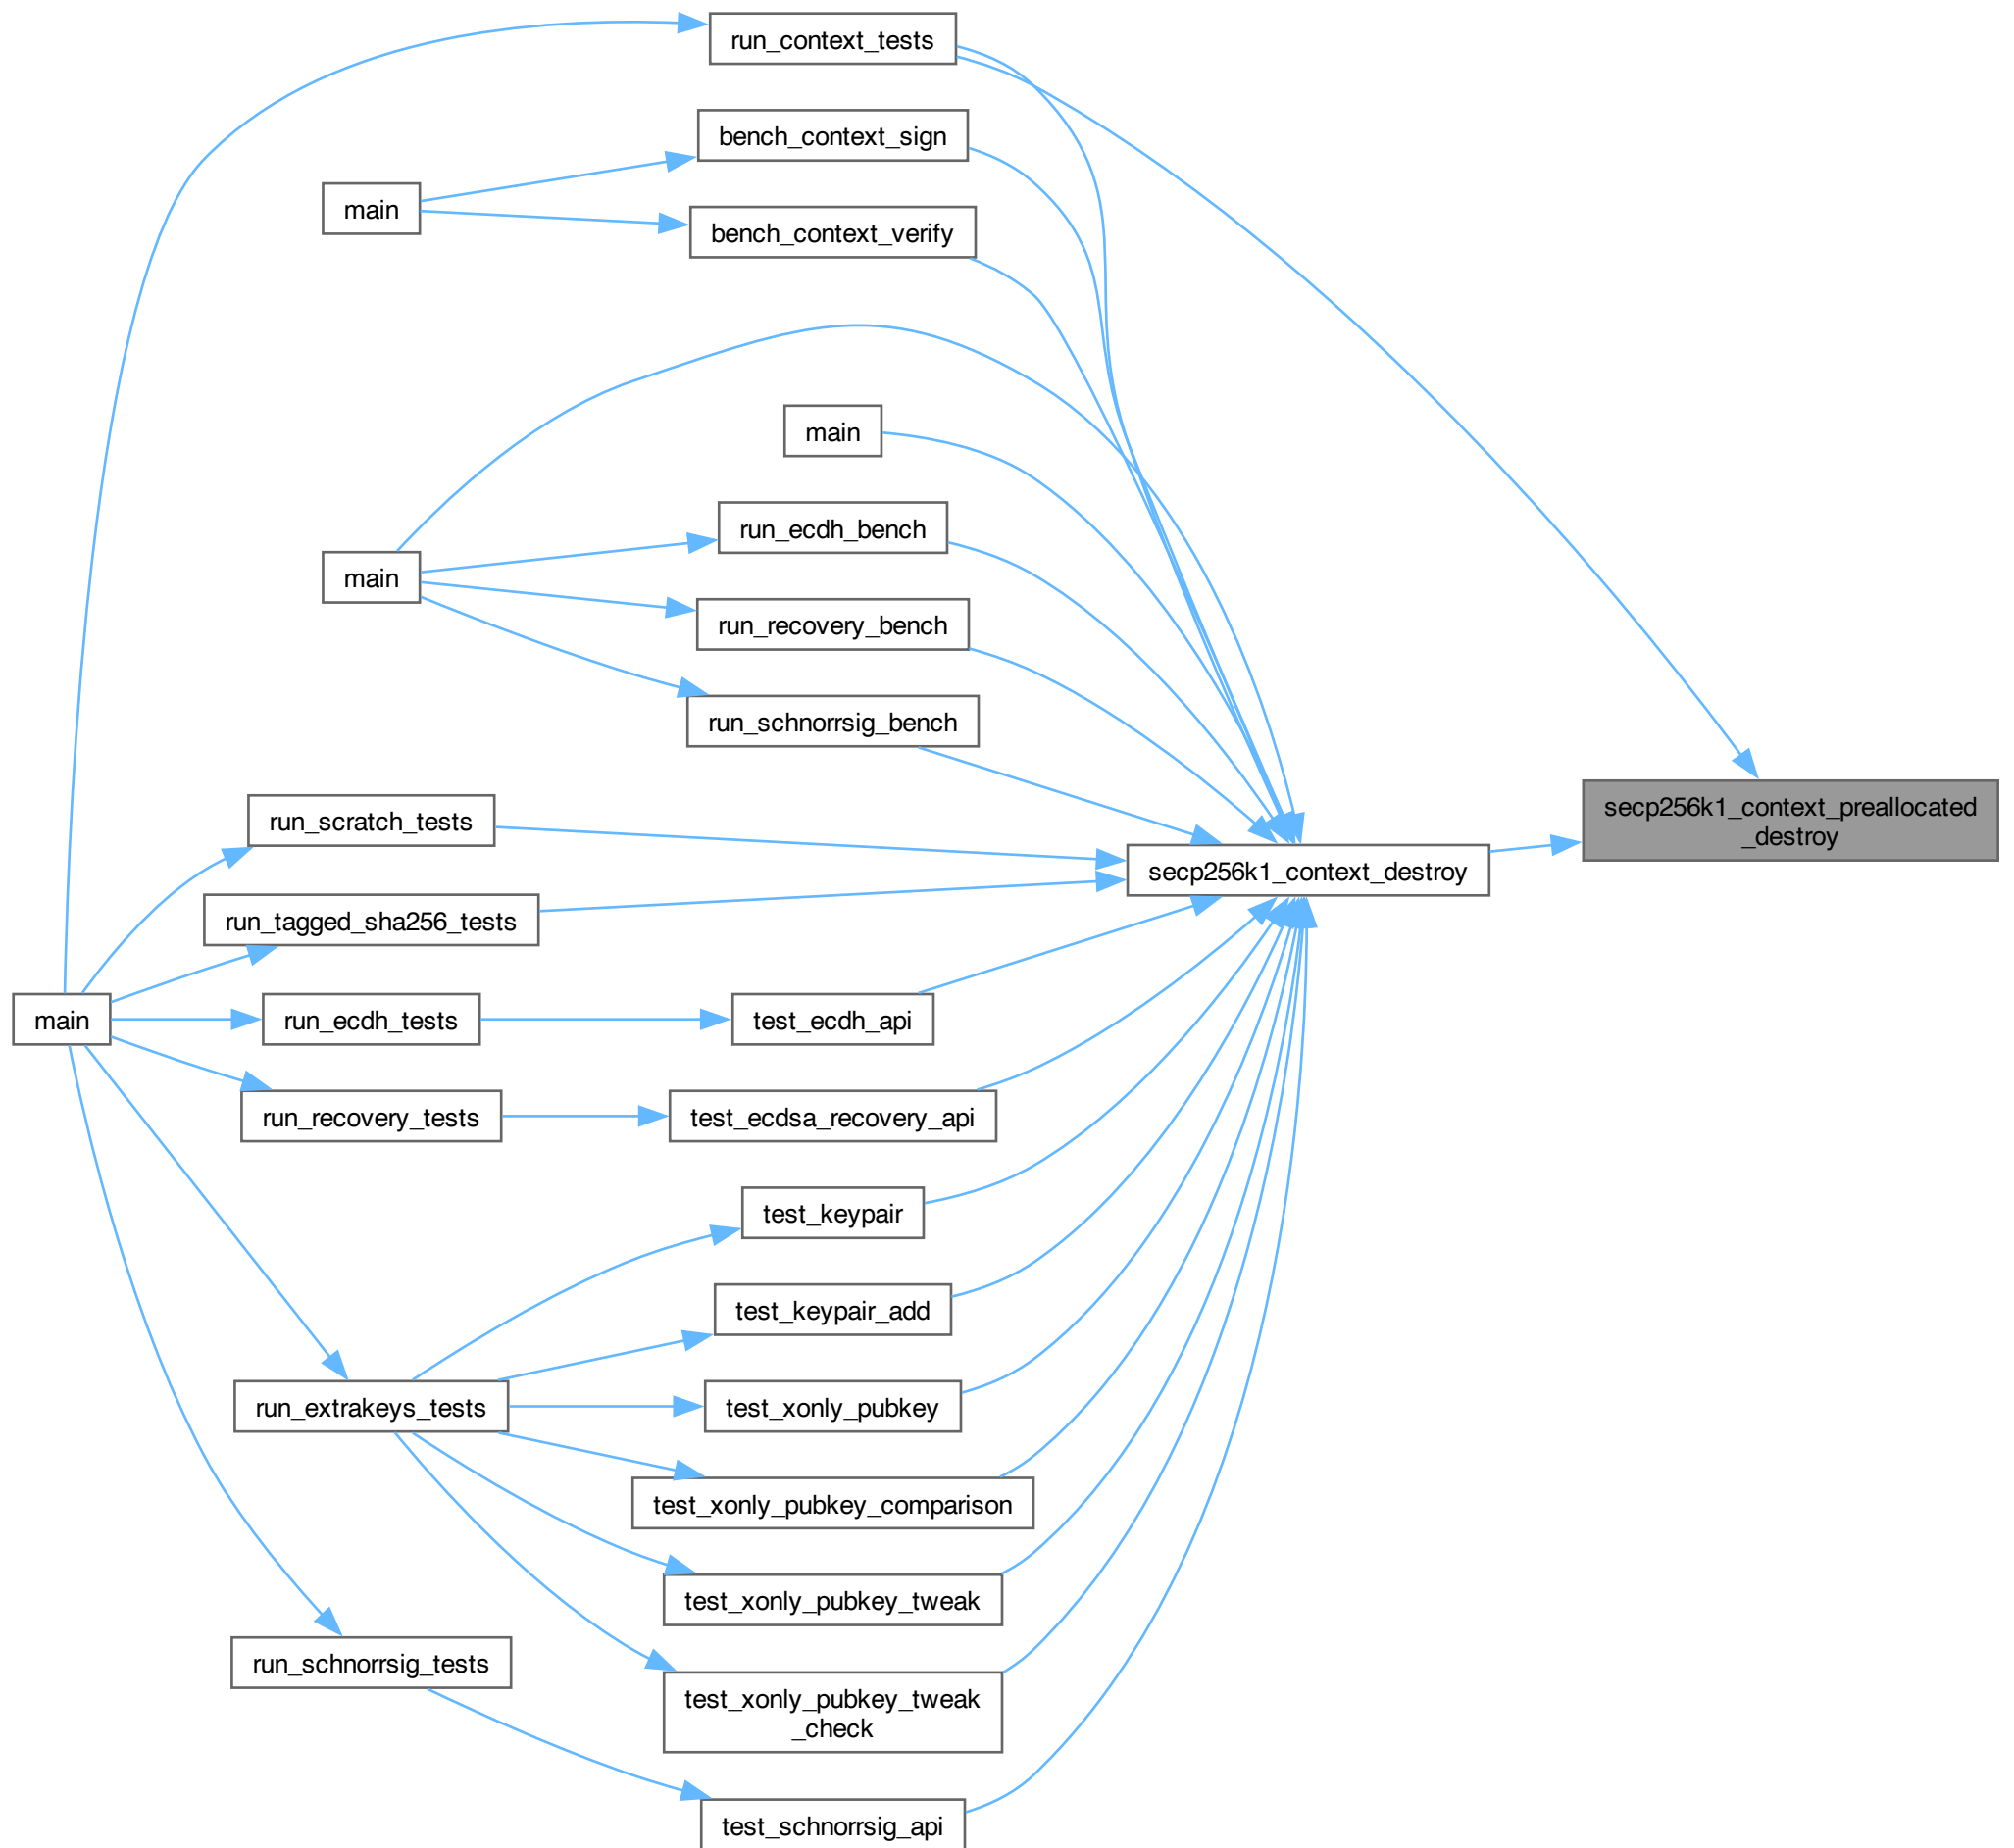 run_context_tests
bench_context_sign
main
bench_context_verify
main
run_ecdh_bench
main
run_recovery_bench
run_schnorrsig_bench
secp256k1_context_preallocated
_destroy
run_scratch_tests
secp256k1_context_destroy
run_tagged_sha256_tests
main
run_ecdh_tests
test_ecdh_api
run_recovery_tests
test_ecdsa_recovery_api
test_keypair
test_keypair_add
run_extrakeys_tests
test_xonly_pubkey
test_xonly_pubkey_comparison
test_xonly_pubkey_tweak
run_schnorrsig_tests
test_xonly_pubkey_tweak
_check
test_schnorrsig_api